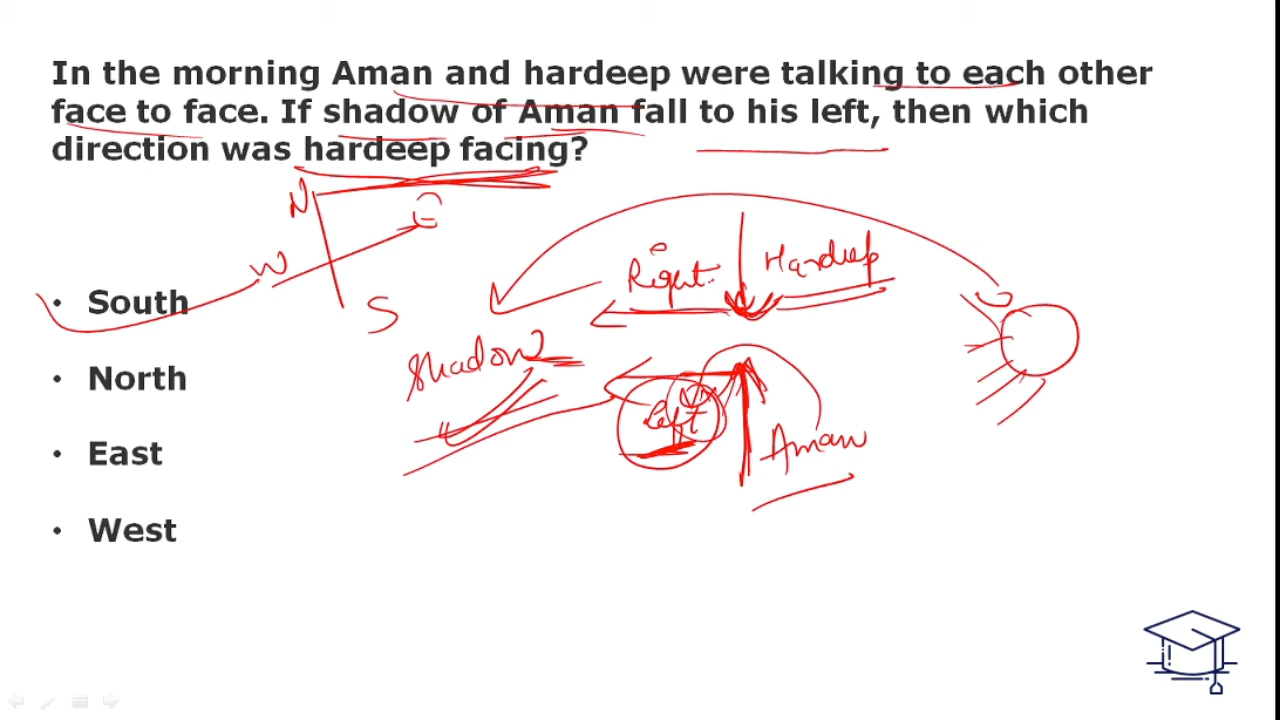 In the morning Aman and hardeep were talking to each other
face to face. If shadow of Aman fall to his left, then which
direction was hardeep facing?
N
E
W
S
Right
Hardeep
• South
Shadow
• North
left
Aman
• East
• West